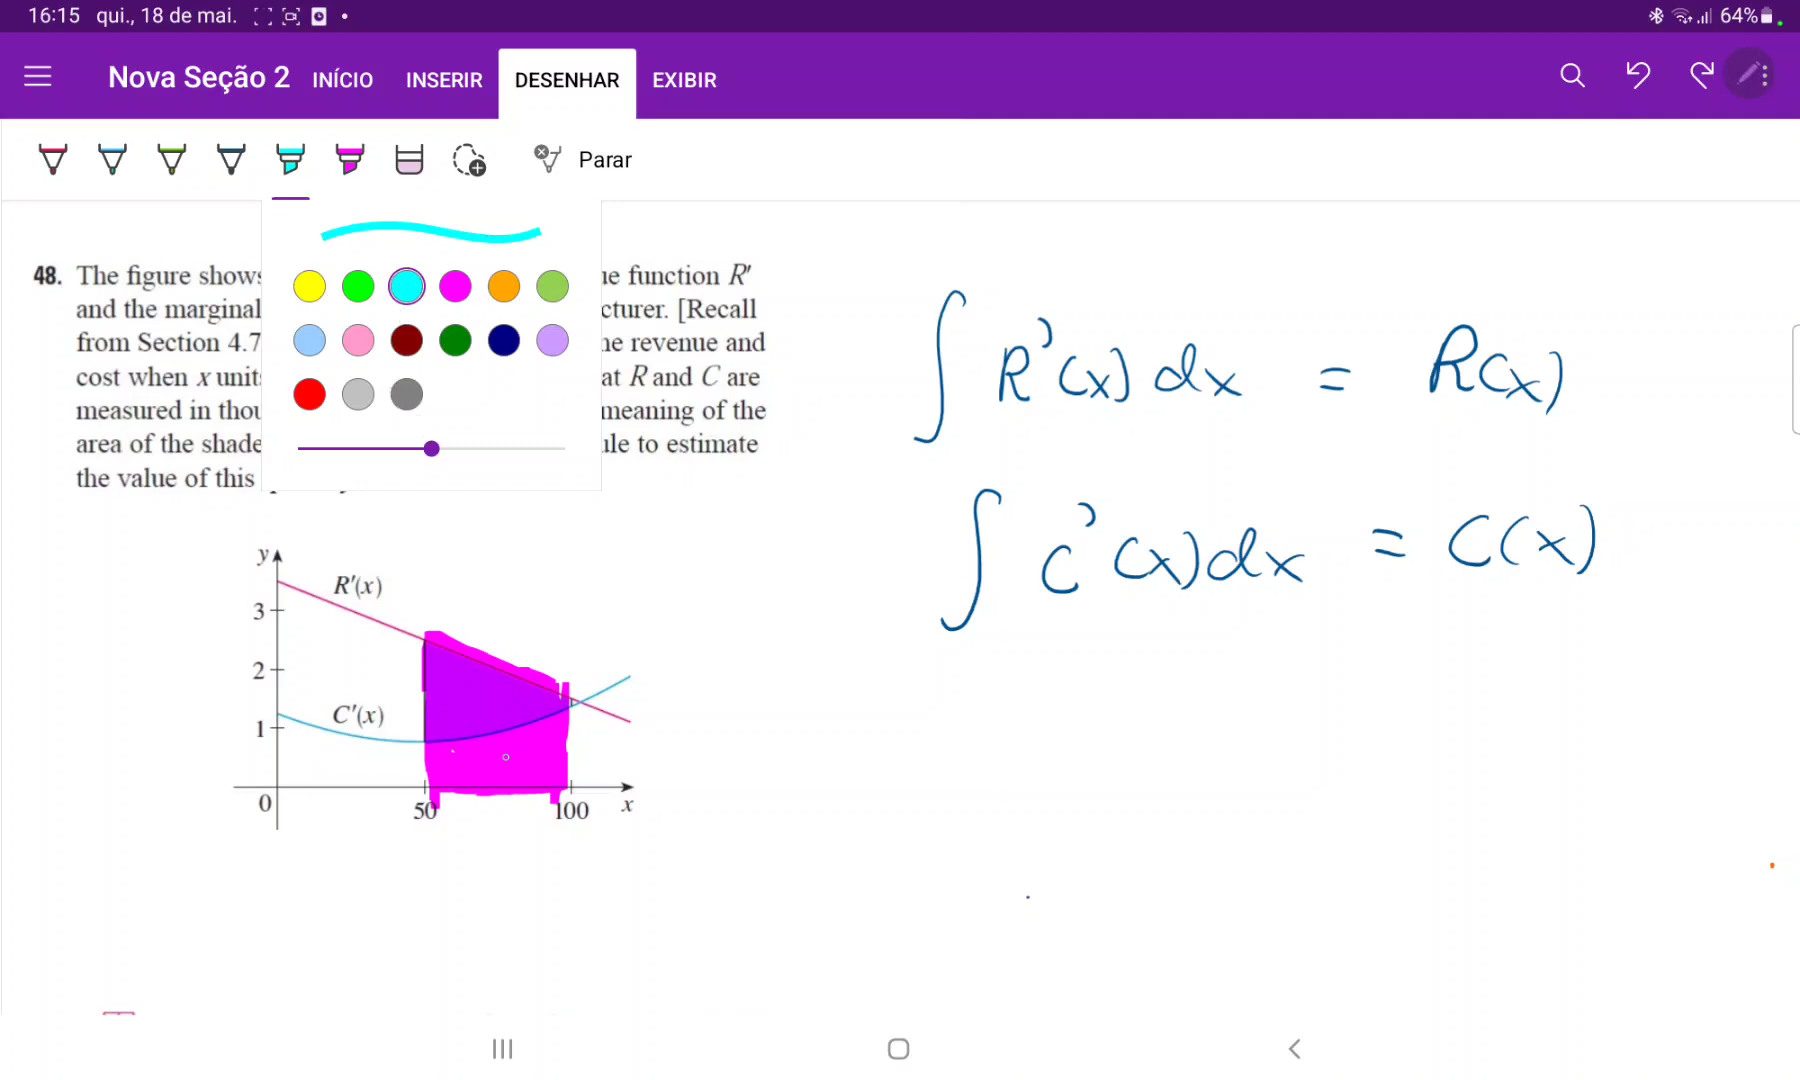 16:15 qui., 18 de mai. 64%
Nova Seção 2 INÍCIO INSERIR DESENHAR EXIBIR
Parar
48. The figure shows e function R'
and the marginal cturer. [Recall
from Section 4.7 he revenue and
cost when x unit at R and C are
measured in thou meaning of the
area of the shade ule to estimate
the value of this
∫ R'(x) dx = R(x)
∫ C'(x) dx = C(x)
y
R'(x)
3
2
C'(x)
1
0 50 100 x